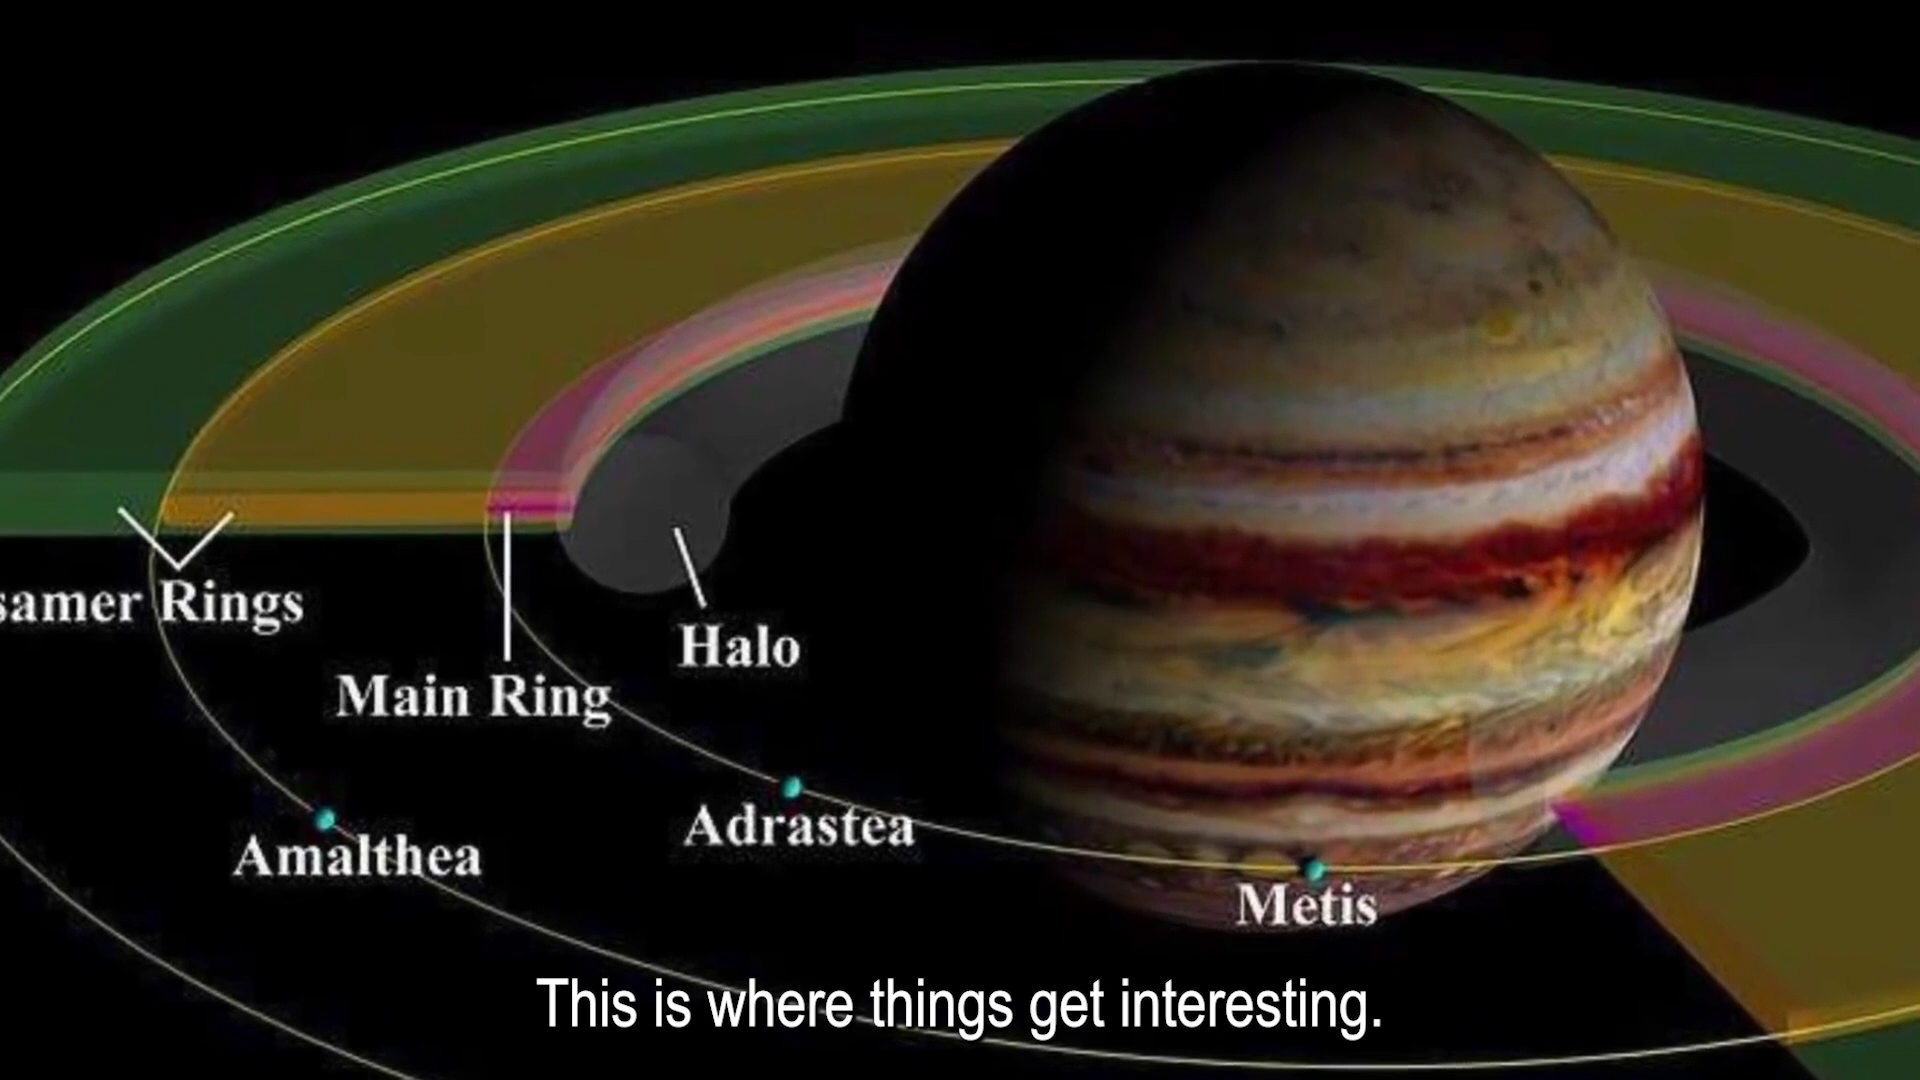 samer Rings
Halo
Main Ring
Adrastea
Amalthea
Metis
This is where things get interesting.